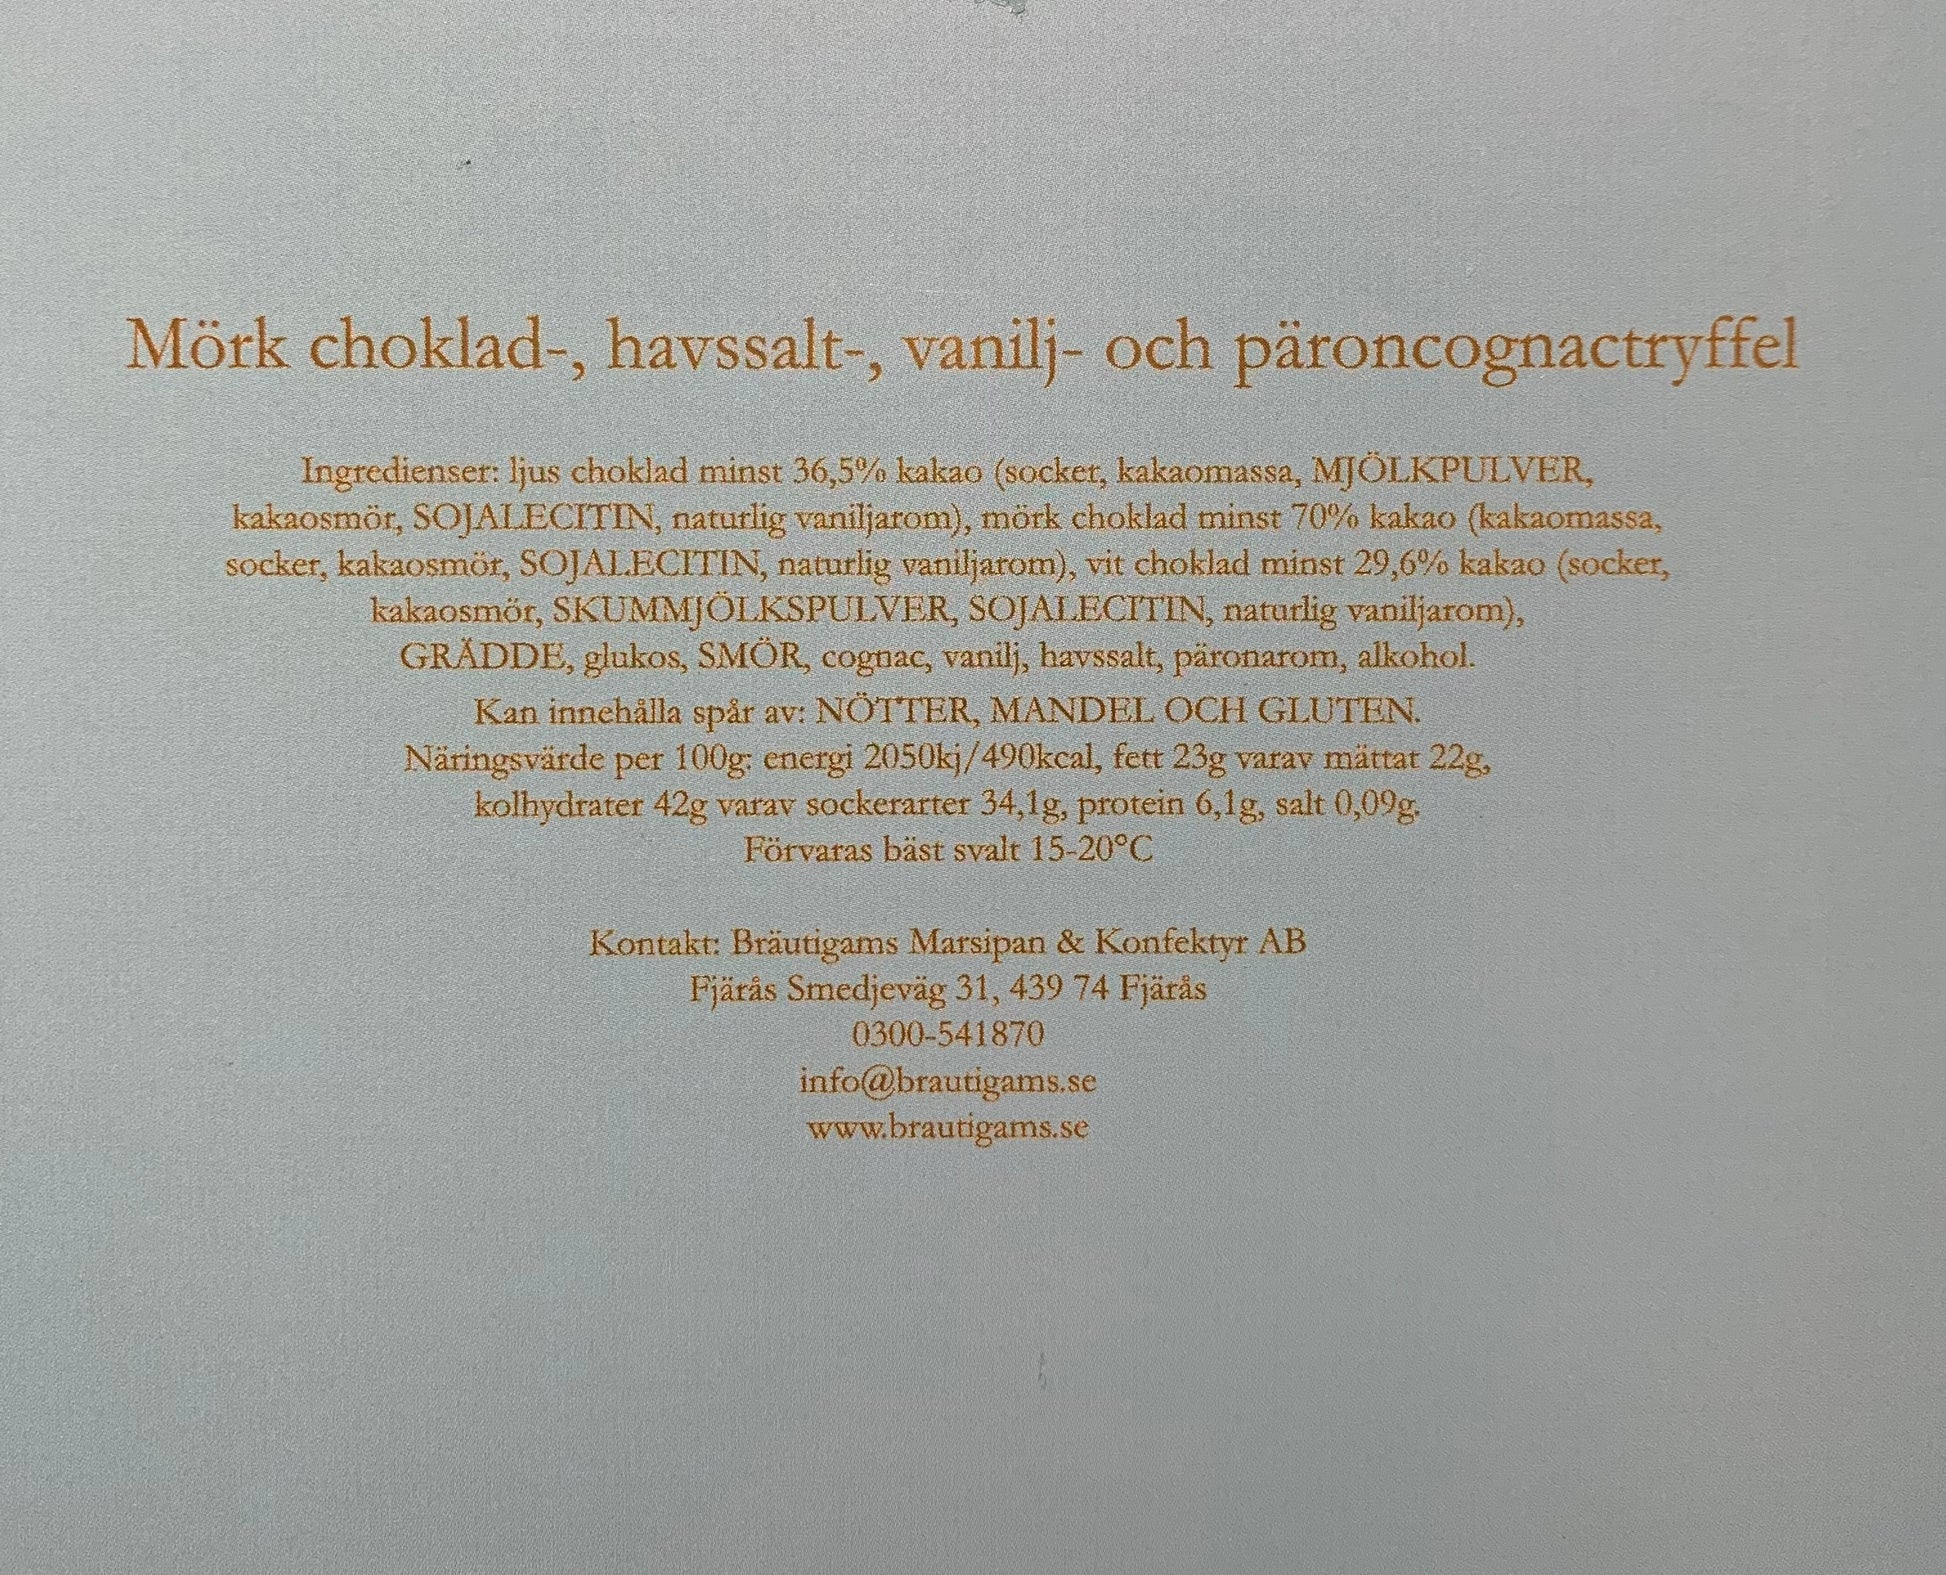 Mörk choklad-, havssalt-, vanilj- och päroncognactryffel
Ingredienser: ljus choklad minst 36,5% kakao (socker, kakaomassa, MJÖLKPULVER,
kakaosmör, SOJALECITIN, naturlig vaniljarom), mörk choklad minst 70% kakao (kakaomassa,
socker, kakaosmör, SOJALECITIN, naturlig vaniljarom), vit choklad minst 29,6% kakao (socker,
kakaosmör, SKUMMJÖLKSPULVER, SOJALECITIN, naturlig vaniljarom),
GRÄDDE, glukos, SMÖR, cognac, vanilj, havssalt, päronarom, alkohol.
Kan innehålla spår av: NÖTTER, MANDEL OCH GLUTEN.
Näringsvärde per 100g: energi 2050kj/490kcal, fett 23g varav mättat 22g,
kolhydrater 42g varav sockerarter 34,1g, protein 6,1g, salt 0,09g.
Förvaras bäst svalt 15-20°C
Kontakt: Bräutigams Marsipan & Konfektyr AB
Fjärås Smedjeväg 31, 439 74 Fjärås
0300-541870
info@brautigams.se
www.brautigams.se